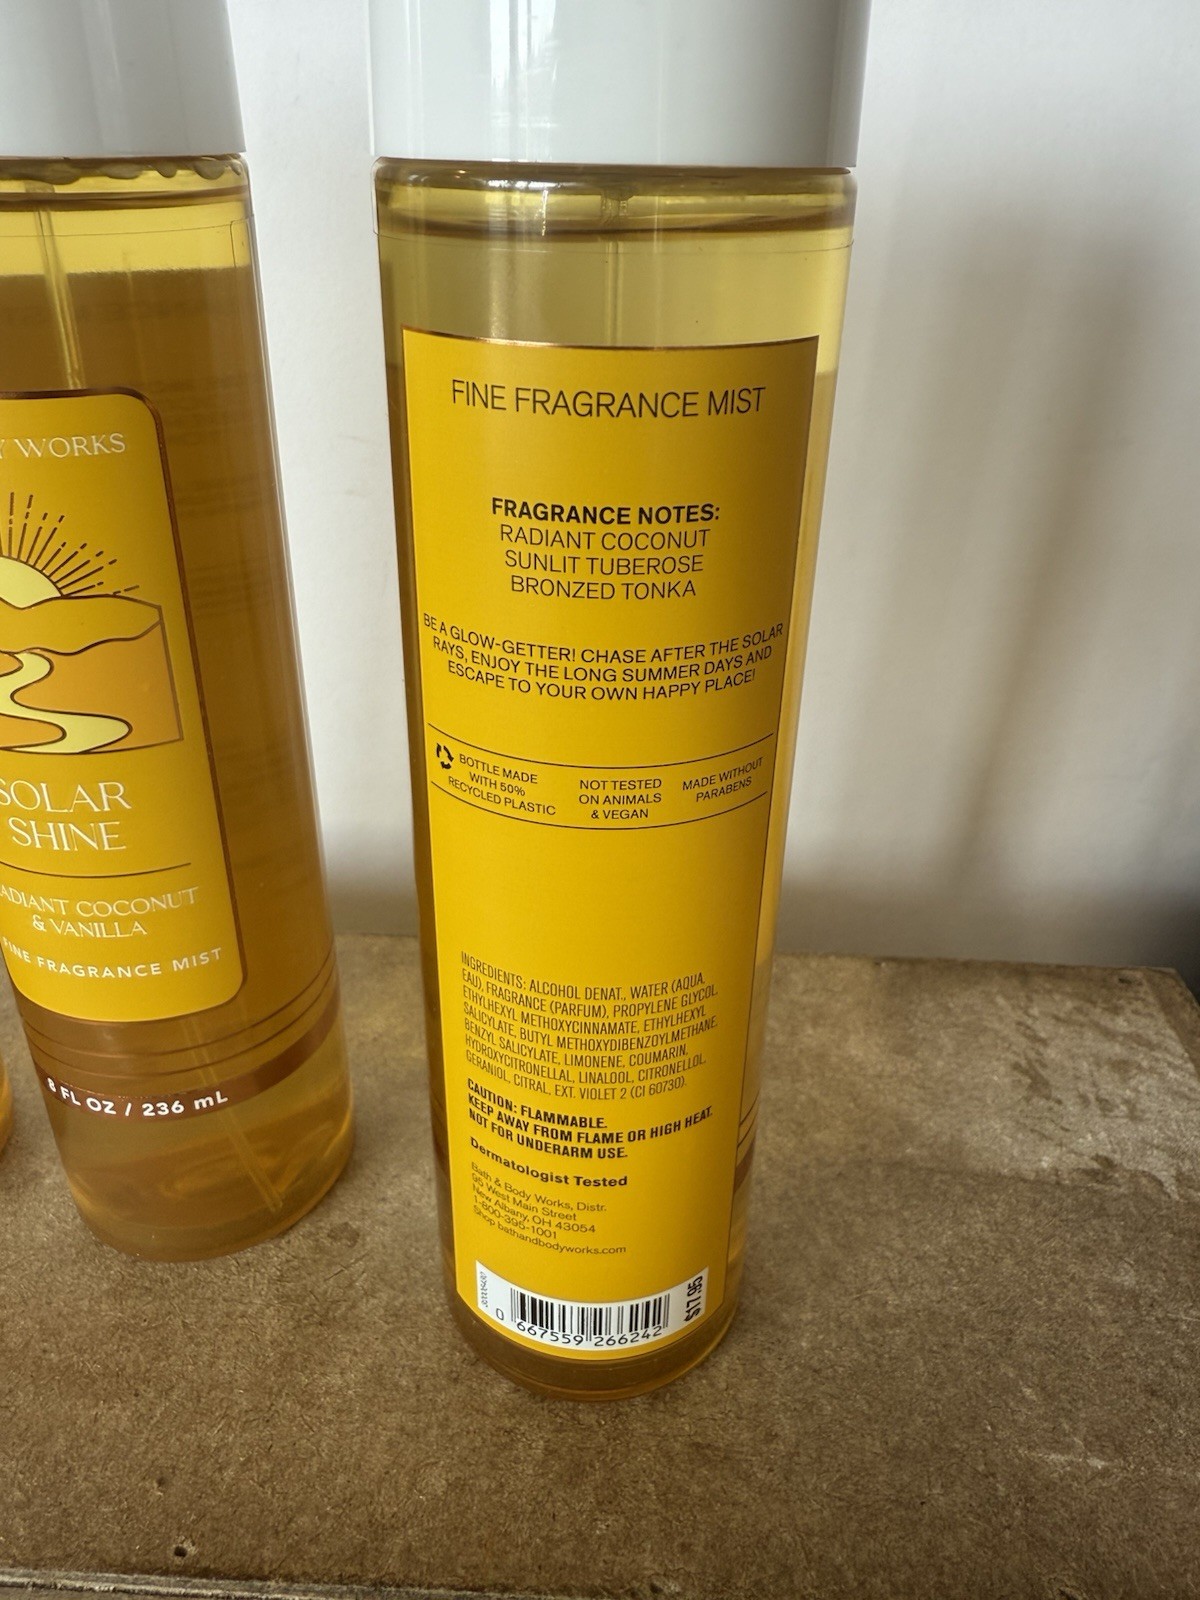 Y WORKS
SOLAR
SHINE
RADIANT COCONUT
& VANILLA
FINE FRAGRANCE MIST
8 FL OZ / 236 mL
FINE FRAGRANCE MIST
FRAGRANCE NOTES:
RADIANT COCONUT
SUNLIT TUBEROSE
BRONZED TONKA
BE A GLOW-GETTER! CHASE AFTER THE SOLAR
RAYS, ENJOY THE LONG SUMMER DAYS AND
ESCAPE TO YOUR OWN HAPPY PLACE!
BOTTLE MADE
WITH 50%
RECYCLED PLASTIC
NOT TESTED
ON ANIMALS
& VEGAN
MADE WITHOUT
PARABENS
INGREDIENTS: ALCOHOL DENAT., WATER (AQUA,
EAU), FRAGRANCE (PARFUM), PROPYLENE GLYCOL,
ETHYLHEXYL METHOXYCINNAMATE, ETHYLHEXYL
SALICYLATE, BUTYL METHOXYDIBENZOYLMETHANE,
BENZYL SALICYLATE, LIMONENE, COUMARIN,
HYDROXYCITRONELLAL, LINALOOL, CITRONELLOL,
GERANIOL, CITRAL, EXT. VIOLET 2 (CI 60730).
CAUTION: FLAMMABLE.
KEEP AWAY FROM FLAME OR HIGH HEAT.
NOT FOR UNDERARM USE.
Dermatologist Tested
Bath & Body Works, Distr.
95 West Main Street
New Albany, OH 43054
1-800-395-1001
Shop bathandbodyworks.com
$17.95
0 667559 266242